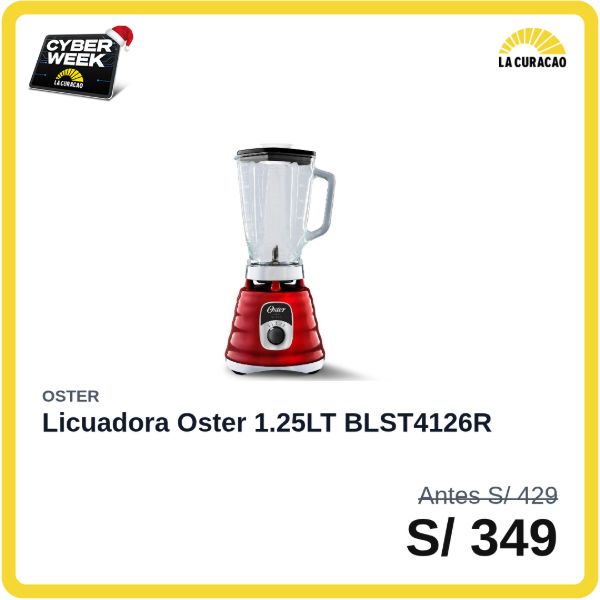 CYBER
WEEK
LA CURACAO
LA CURACAO
Oster
OSTER
Licuadora Oster 1.25LT BLST4126R
Antes S/ 429
S/ 349